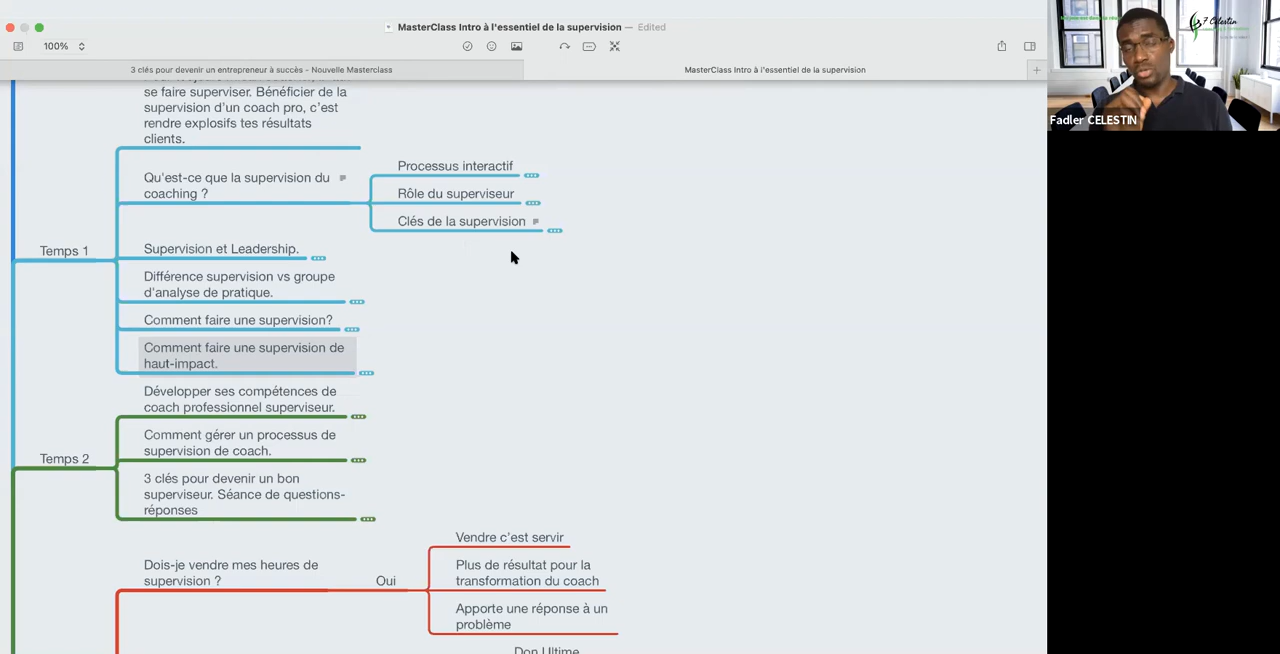 MasterClass Intro à l'essentiel de la supervision — Edited
100%
3 clés pour devenir un entrepreneur à succès - Nouvelle Masterclass
MasterClass Intro à l'essentiel de la supervision
se faire superviser. Bénéficier de la
supervision d'un coach pro, c'est
rendre explosifs tes résultats
clients.
Qu'est-ce que la supervision du
coaching ?
Processus interactif
Rôle du superviseur
Clés de la supervision
Temps 1
Supervision et Leadership.
Différence supervision vs groupe
d'analyse de pratique.
Comment faire une supervision?
Comment faire une supervision de
haut-impact.
Temps 2
Développer ses compétences de
coach professionnel superviseur.
Comment gérer un processus de
supervision de coach.
3 clés pour devenir un bon
superviseur. Séance de questions-
réponses
Dois-je vendre mes heures de
supervision ?
Oui
Vendre c'est servir
Plus de résultat pour la
transformation du coach
Apporte une réponse à un
problème
Don Ultime
Celestin
Fadler CELESTIN